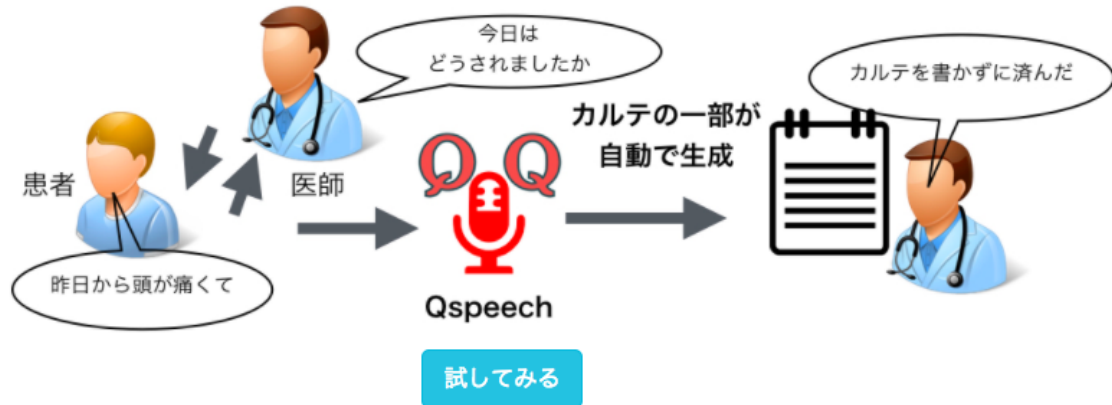 今日は
どうされましたか
患者
医師
昨日から頭が痛くて
Q Q
Qspeech
試してみる
カルテの一部が
自動で生成
カルテを書かずに済んだ